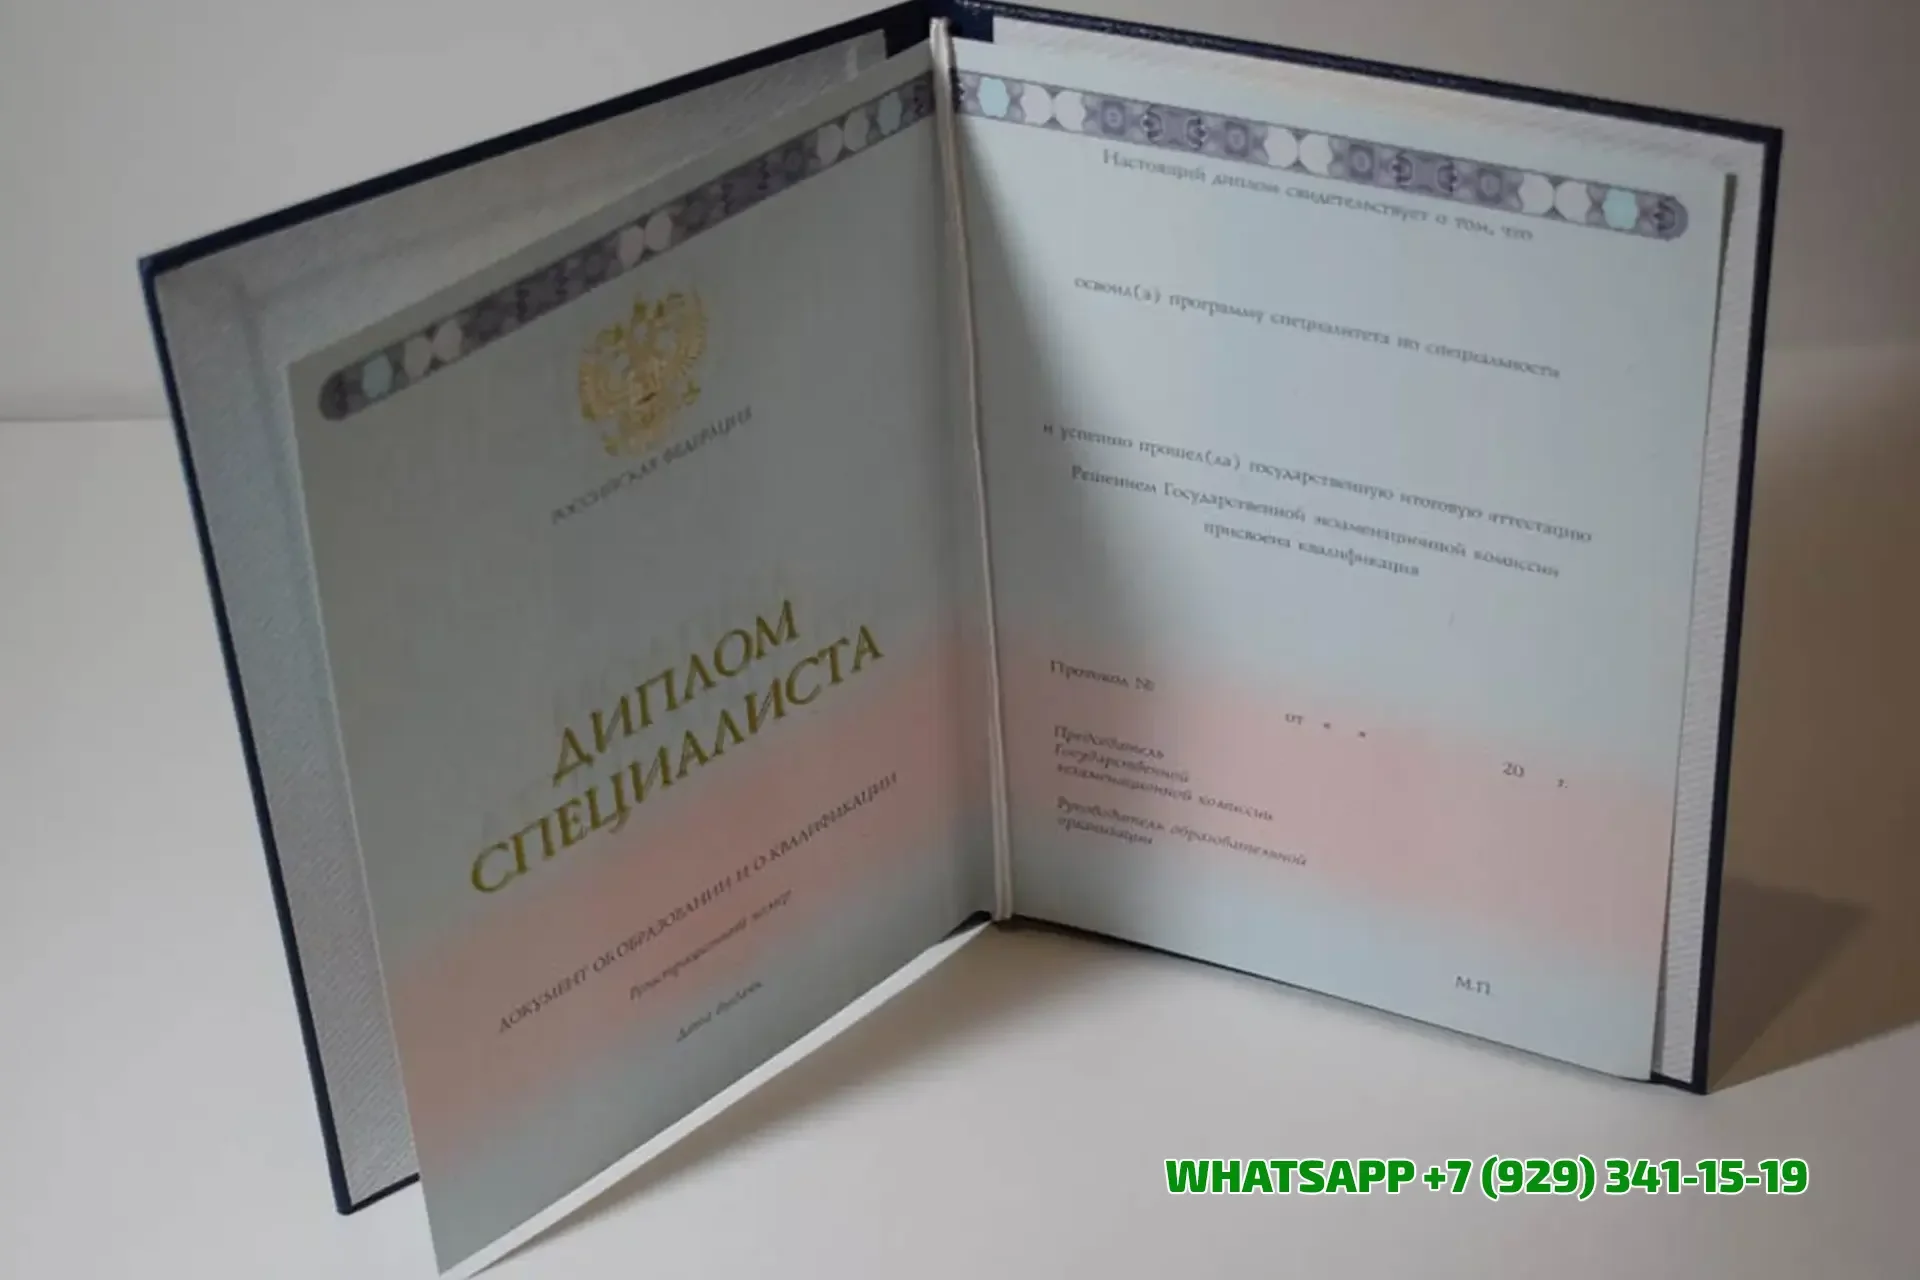 РОССИЙСКАЯ ФЕДЕРАЦИЯ
ДИПЛОМ
СПЕЦИАЛИСТА
ДОКУМЕНТ ОБ ОБРАЗОВАНИИ И О КВАЛИФИКАЦИИ
Регистрационный номер
Дата выдачи
Настоящий диплом свидетельствует о том, что
освоил(а) программу специалитета по специальности
и успешно прошел(ла) государственную итоговую аттестацию
Решением Государственной экзаменационной комиссии
присвоена квалификация
Протокол №
от « »
20 г.
Председатель
Государственной
экзаменационной комиссии
Руководитель образовательной
организации
М.П.
WHATSAPP +7 (929) 341-15-19